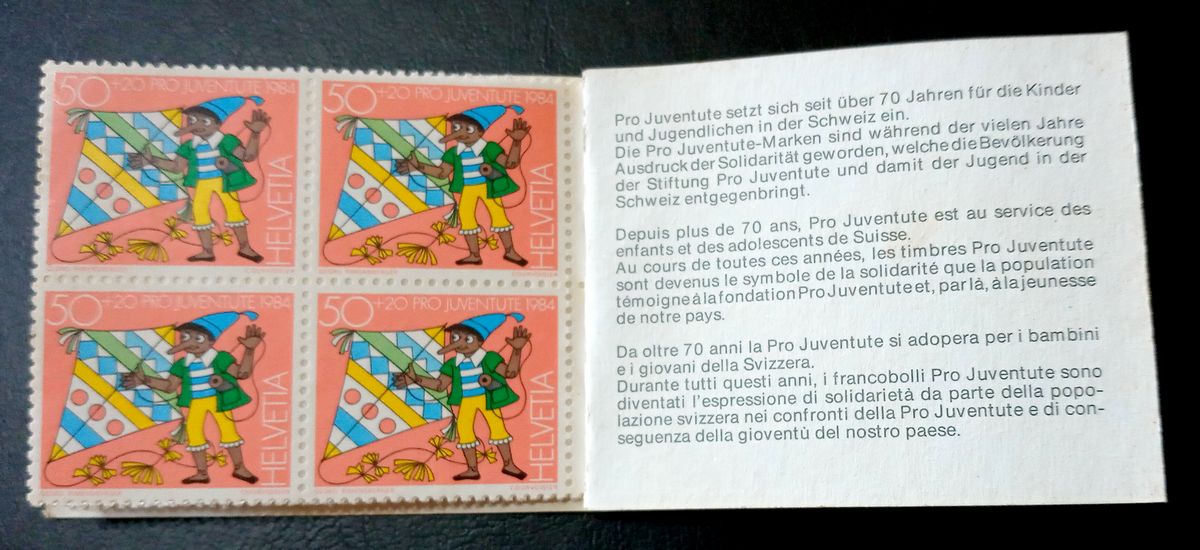 50+20 PRO JUVENTUTE 1984
HELVETIA
50+20 PRO JUVENTUTE 1984
HELVETIA
50+20 PRO JUVENTUTE 1984
HELVETIA
50+20 PRO JUVENTUTE 1984
HELVETIA
Pro Juventute setzt sich seit über 70 Jahren für die Kinder
und Jugendlichen in der Schweiz ein.
Die Pro Juventute-Marken sind während der vielen Jahre
Ausdruck der Solidarität geworden, welche die Bevölkerung
der Stiftung Pro Juventute und damit der Jugend in der
Schweiz entgegenbringt.
Depuis plus de 70 ans, Pro Juventute est au service des
enfants et des adolescents de Suisse.
Au cours de toutes ces années, les timbres Pro Juventute
sont devenus le symbole de la solidarité que la population
témoigne à la fondation Pro Juventute et, par là, à la jeunesse
de notre pays.
Da oltre 70 anni la Pro Juventute si adopera per i bambini
e i giovani della Svizzera.
Durante tutti questi anni, i francobolli Pro Juventute sono
diventati l'espressione di solidarietà da parte della popo-
lazione svizzera nei confronti della Pro Juventute e di con-
seguenza della gioventù del nostro paese.